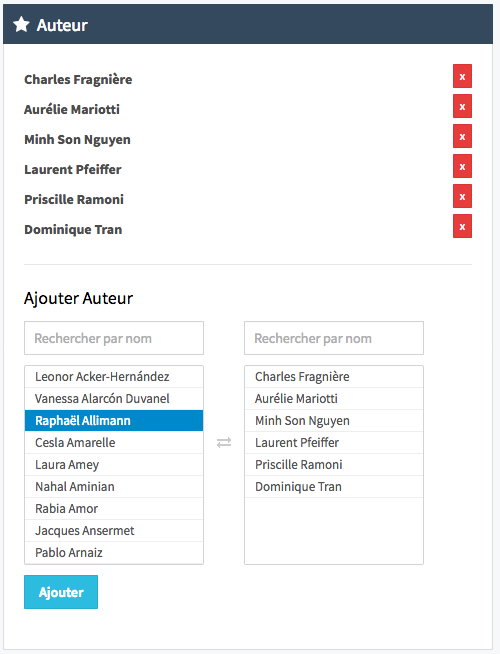 Auteur
Charles Fragnière x
Aurélie Mariotti x
Minh Son Nguyen x
Laurent Pfeiffer x
Priscille Ramoni x
Dominique Tran x
Ajouter Auteur
Rechercher par nom
Leonor Acker-Hernández
Vanessa Alarcón Duvanel
Raphaël Allimann
Cesla Amarelle
Laura Amey
Nahal Aminian
Rabia Amor
Jacques Ansermet
Pablo Arnaiz
Rechercher par nom
Charles Fragnière
Aurélie Mariotti
Minh Son Nguyen
Laurent Pfeiffer
Priscille Ramoni
Dominique Tran
Ajouter